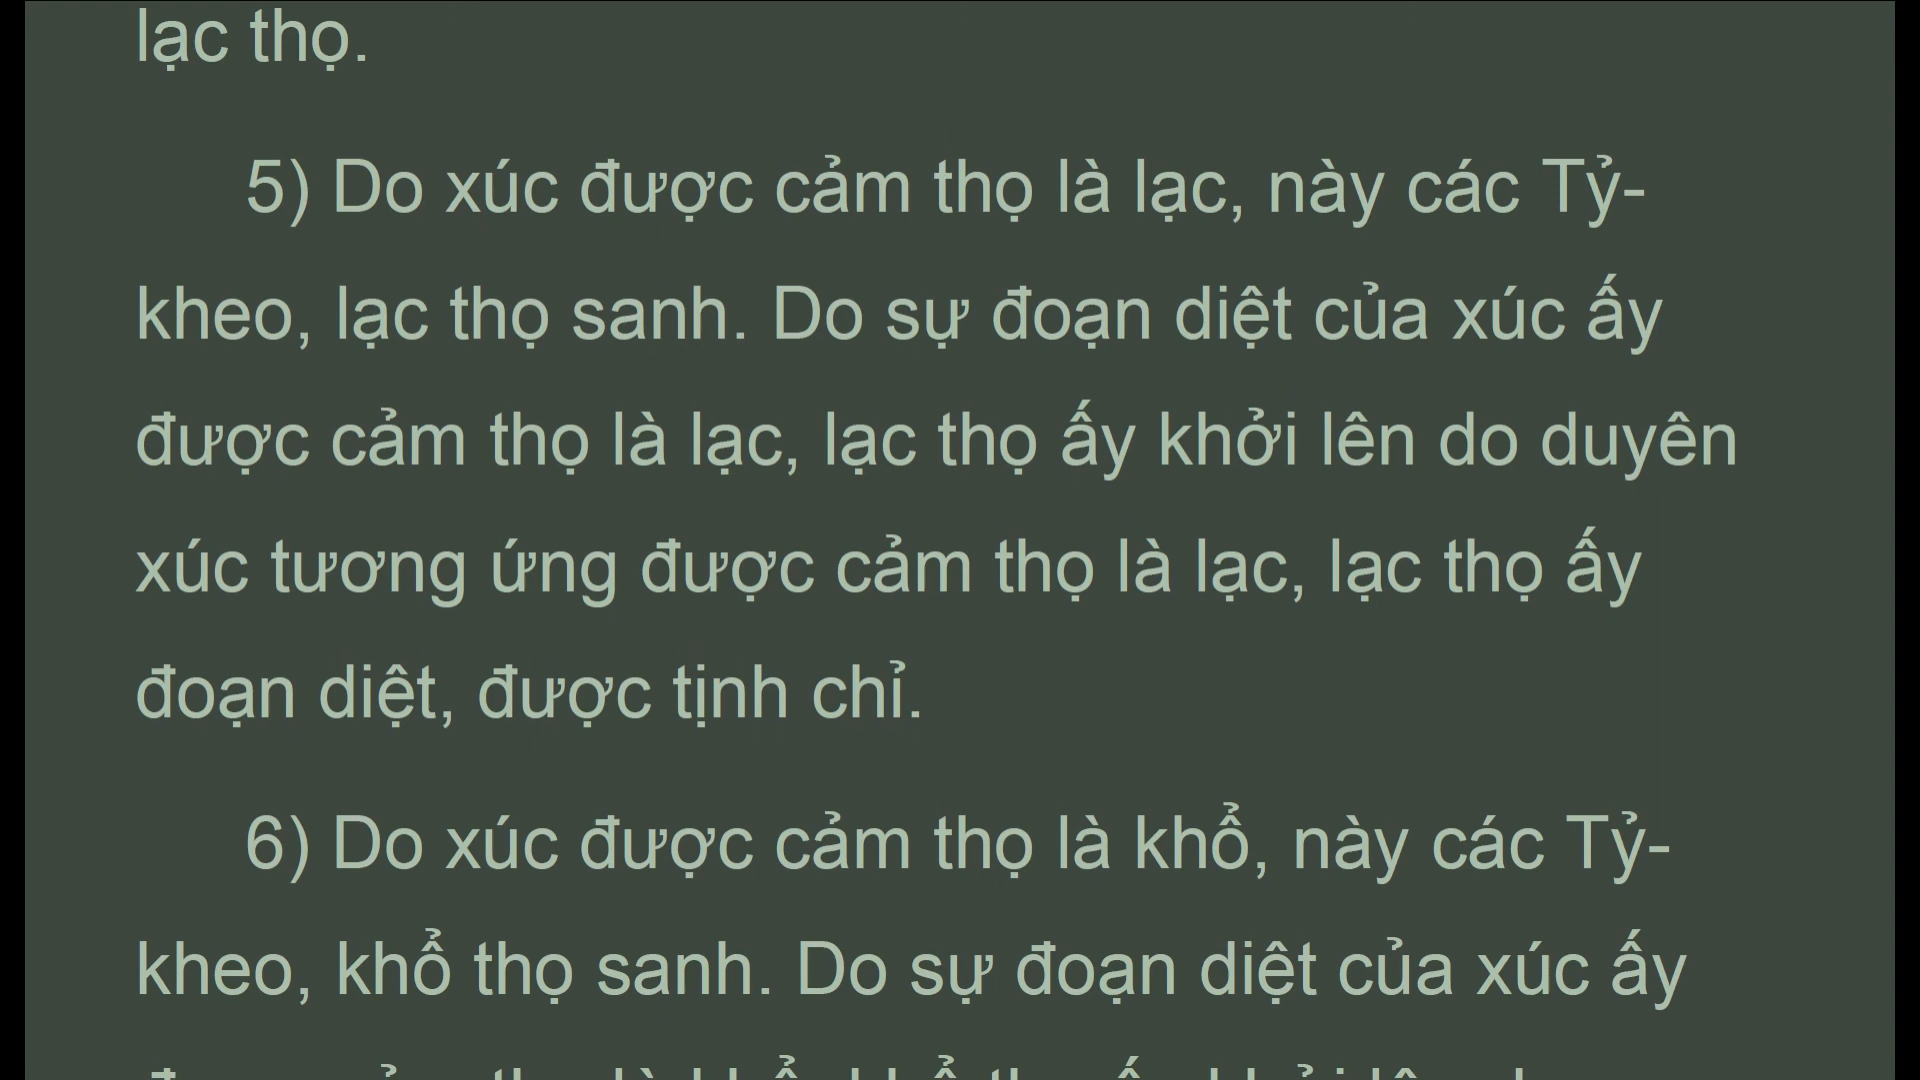 lạc thọ.
5) Do xúc được cảm thọ là lạc, này các Tỷ-
kheo, lạc thọ sanh. Do sự đoạn diệt của xúc ấy
được cảm thọ là lạc, lạc thọ ấy khởi lên do duyên
xúc tương ứng được cảm thọ là lạc, lạc thọ ấy
đoạn diệt, được tịnh chỉ.
6) Do xúc được cảm thọ là khổ, này các Tỷ-
kheo, khổ thọ sanh. Do sự đoạn diệt của xúc ấy